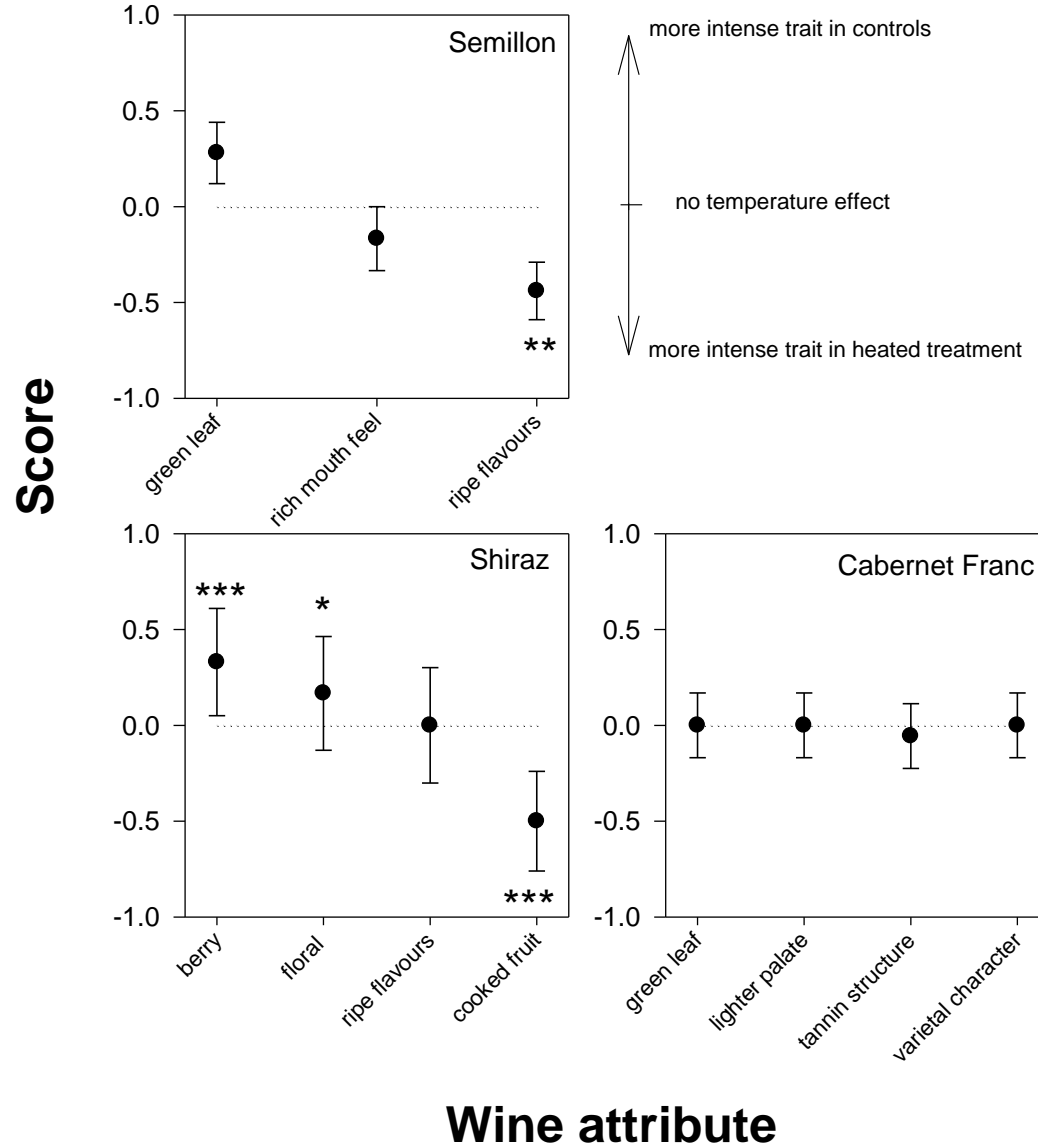 Score
1.0
0.5
0.0
-0.5
-1.0
Semillon
**
green leaf
rich mouth feel
ripe flavours
more intense trait in controls
no temperature effect
more intense trait in heated treatment
1.0
0.5
0.0
-0.5
-1.0
Shiraz
***
*
***
berry
floral
ripe flavours
cooked fruit
1.0
0.5
0.0
-0.5
-1.0
Cabernet Franc
green leaf
lighter palate
tannin structure
varietal character
Wine attribute